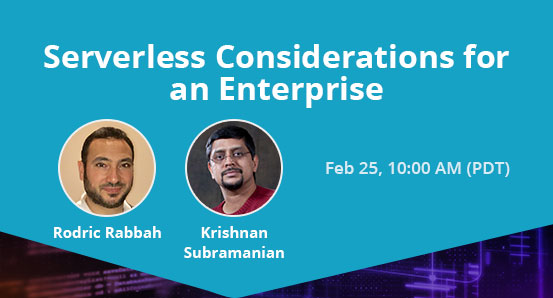 Serverless Considerations for
an Enterprise
Feb 25, 10:00 AM (PDT)
Rodric Rabbah
Krishnan
Subramanian